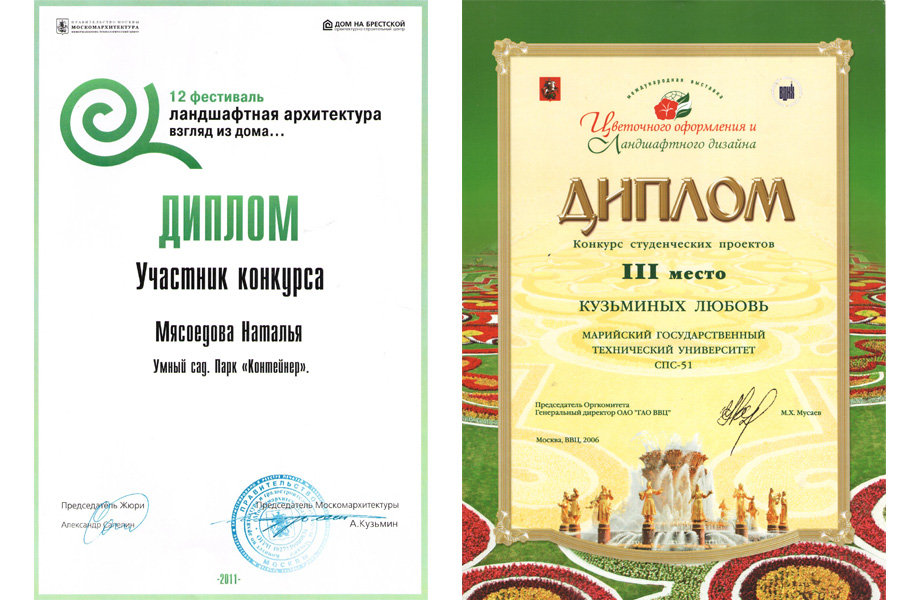 ПРАВИТЕЛЬСТВО МОСКВЫ
МОСКОМАРХИТЕКТУРА
ДОМ НА БРЕСТСКОЙ
12 фестиваль
ландшафтная архитектура
взгляд из дома...
ДИПЛОМ
Участник конкурса
Мясоедова Наталья
Умный сад. Парк «Контейнер».
Председатель Жюри
Александр
Председатель Москомархитектуры
А.Кузьмин
ПРАВИТЕЛЬСТВО
МОСКВЫ
-2011-
международная выставка
Цветочного оформления и
Ландшафтного дизайна
ВДНХ
ДИПЛОМ
Конкурс студенческих проектов
III место
КУЗЬМИНЫХ ЛЮБОВЬ
МАРИЙСКИЙ ГОСУДАРСТВЕННЫЙ
ТЕХНИЧЕСКИЙ УНИВЕРСИТЕТ
СПС-51
Председатель Оргкомитета
Генеральный директор ОАО "ГАО ВВЦ"
М.Х. Мусаев
Москва, ВВЦ, 2006